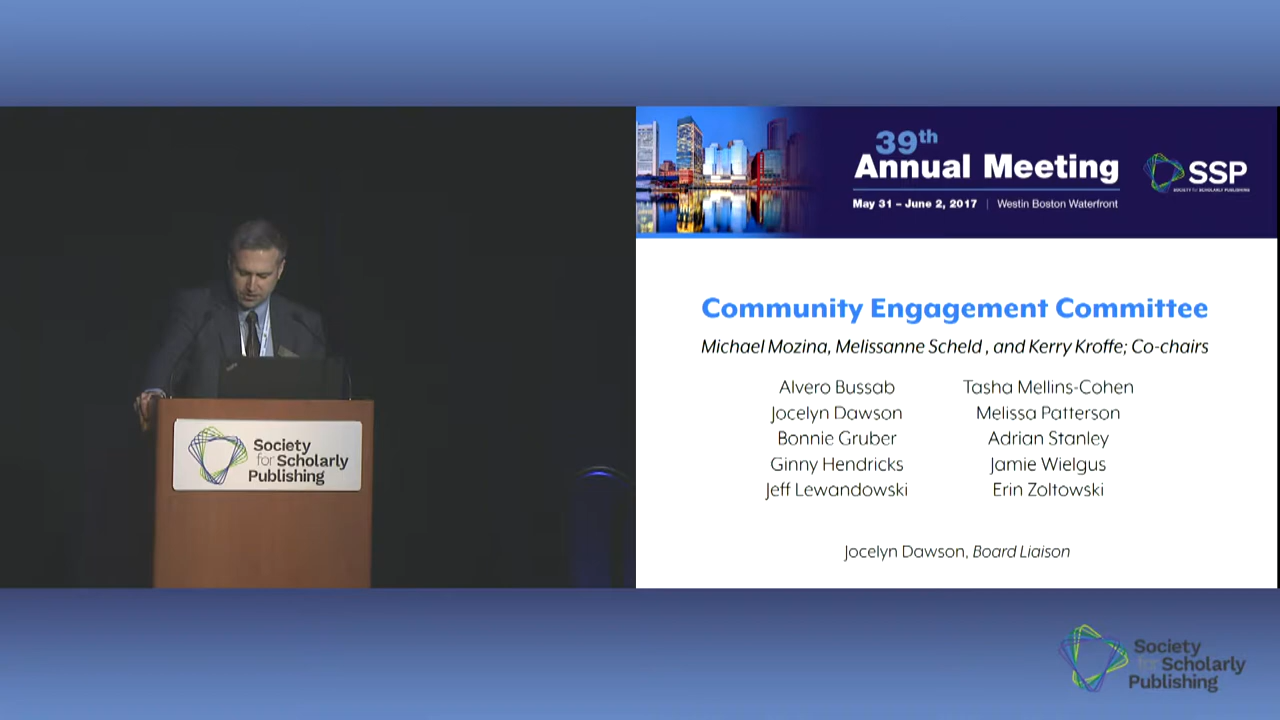 39th
Annual Meeting
May 31 – June 2, 2017 | Westin Boston Waterfront
SSP
SOCIETY FOR SCHOLARLY PUBLISHING
Community Engagement Committee
Michael Mozina, Melissanne Scheld , and Kerry Kroffe; Co-chairs
Alvero Bussab
Jocelyn Dawson
Bonnie Gruber
Ginny Hendricks
Jeff Lewandowski
Tasha Mellins-Cohen
Melissa Patterson
Adrian Stanley
Jamie Wielgus
Erin Zoltowski
Jocelyn Dawson, Board Liaison
Society
for Scholarly
Publishing
Society
for Scholarly
Publishing